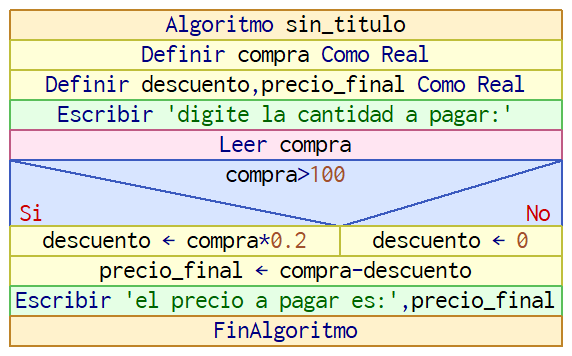 Algoritmo sin_titulo
Definir compra Como Real
Definir descuento,precio_final Como Real
Escribir 'digite la cantidad a pagar:'
Leer compra
compra>100
Si No
descuento ← compra*0.2 descuento ← 0
precio_final ← compra-descuento
Escribir 'el precio a pagar es:',precio_final
FinAlgoritmo